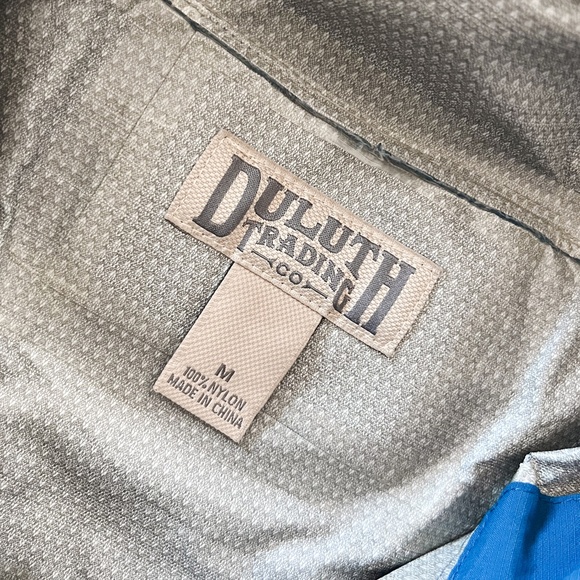 DULUTH
TRADING
CO
M
100% NYLON
MADE IN CHINA